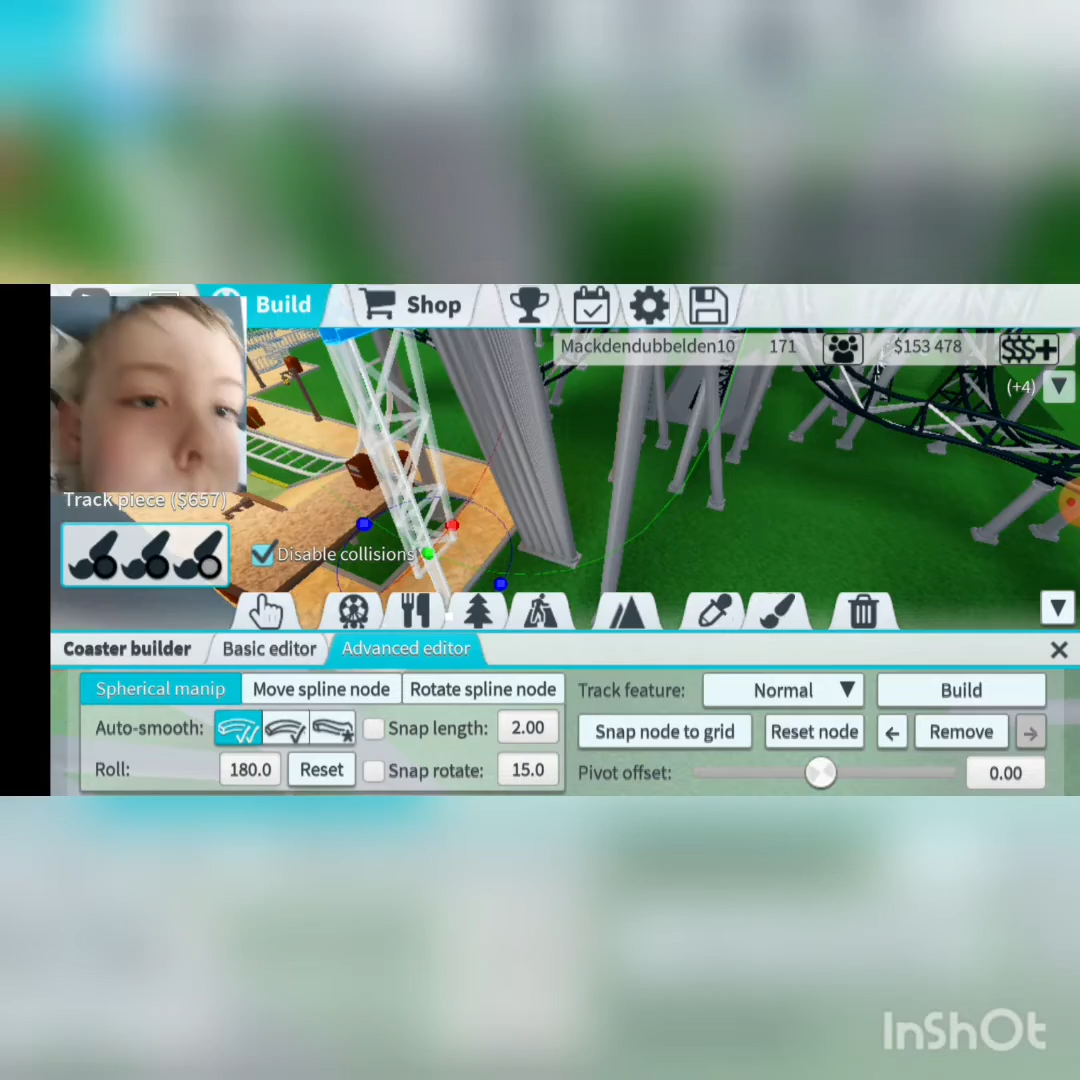 Build
Shop
Mackdendubbelden10 171 $153 478
(+4)
Track piece ($657)
Disable collisions
Coaster builder Basic editor Advanced editor
Spherical manip Move spline node Rotate spline node Track feature: Normal Build
Auto-smooth: Snap length: 2.00 Snap node to grid Reset node Remove
Roll: 180.0 Reset Snap rotate: 15.0 Pivot offset: 0.00
InShOt